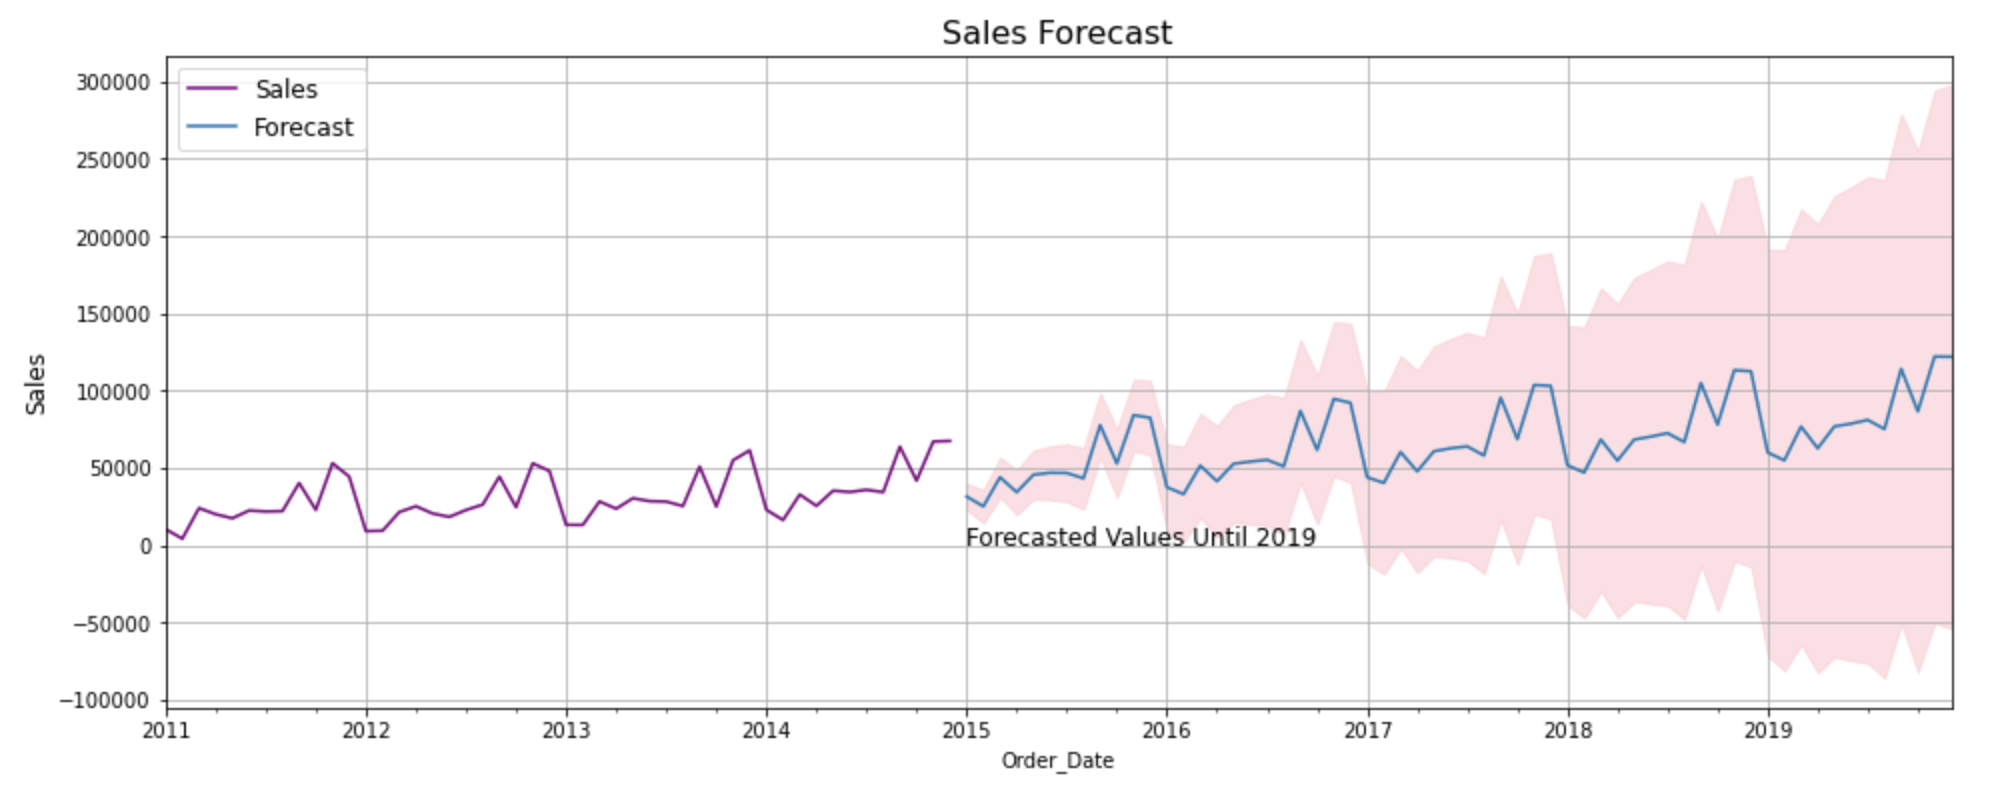 Sales Forecast
Sales
Forecast
300000
250000
200000
150000
100000
50000
0
−50000
−100000
Sales
Forecasted Values Until 2019
2011 2012 2013 2014 2015 2016 2017 2018 2019
Order_Date